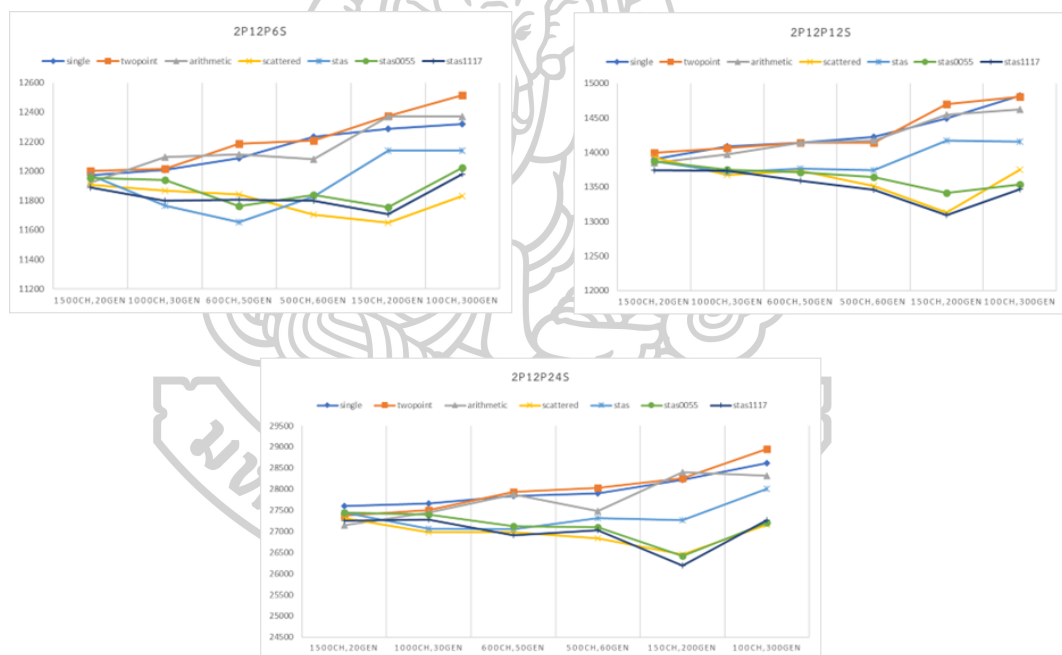 2P12P6S
single twopoint arithmetic scattered stas stas0055 stas1117
12600
12400
12200
12000
11800
11600
11400
11200
1500CH,20GEN 1000CH,30GEN 600CH,50GEN 500CH,60GEN 150CH,200GEN 100CH,300GEN
2P12P12S
single twopoint arithmetic scattered stas stas0055 stas1117
15000
14500
14000
13500
13000
12500
12000
1500CH,20GEN 1000CH,30GEN 600CH,50GEN 500CH,60GEN 150CH,200GEN 100CH,300GEN
2P12P24S
single twopoint arithmetic scattered stas stas0055 stas1117
29500
29000
28500
28000
27500
27000
26500
26000
25500
25000
24500
1500CH,20GEN 1000CH,30GEN 600CH,50GEN 500CH,60GEN 150CH,200GEN 100CH,300GEN